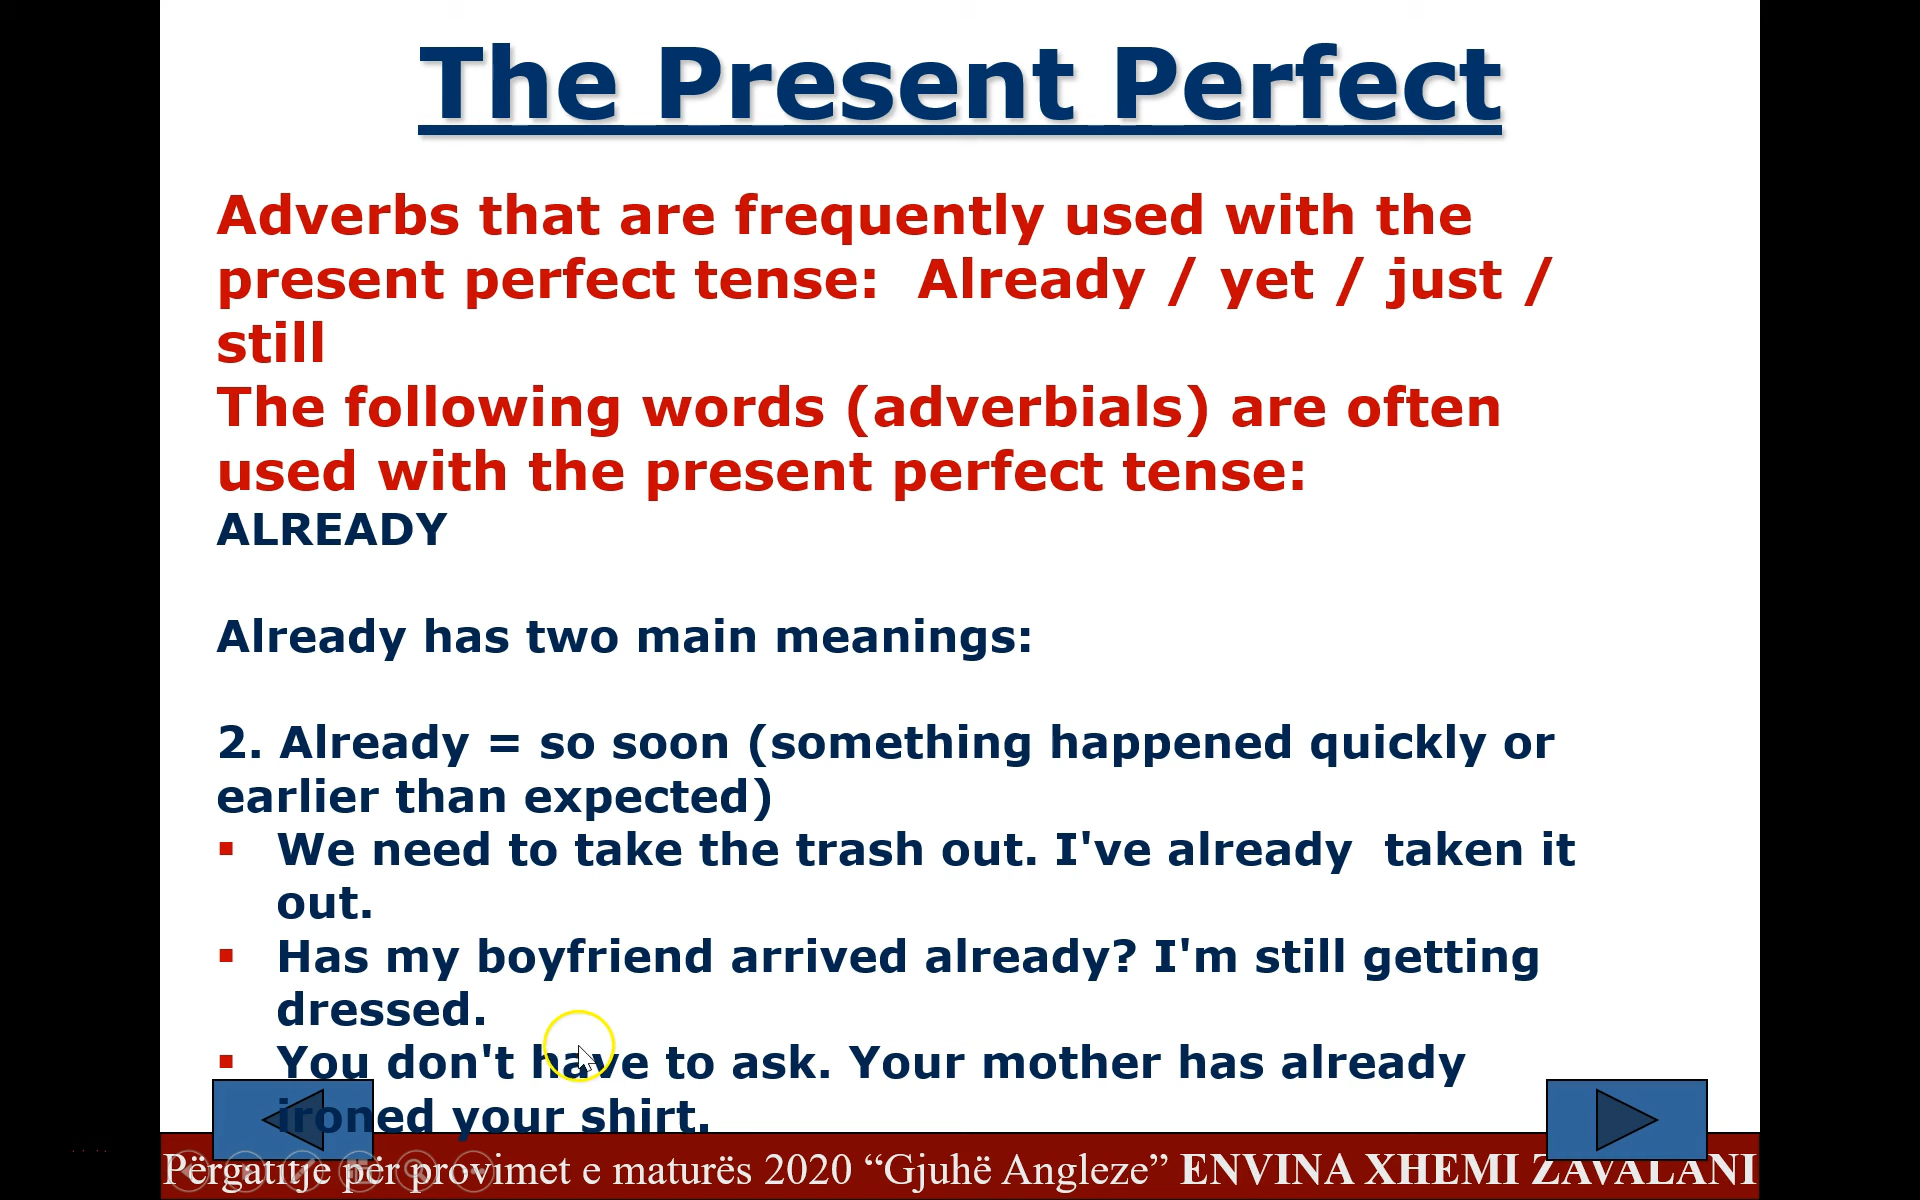 The Present Perfect
Adverbs that are frequently used with the
present perfect tense:  Already / yet / just /
still
The following words (adverbials) are often
used with the present perfect tense:
ALREADY
Already has two main meanings:
2. Already = so soon (something happened quickly or
earlier than expected)
▪ We need to take the trash out. I've already  taken it
out.
▪ Has my boyfriend arrived already? I'm still getting
dressed.
▪ You don't have to ask. Your mother has already
ironed your shirt.
Përgatitje për provimet e maturës 2020 “Gjuhë Angleze” ENVINA XHEMI ZAVALANI